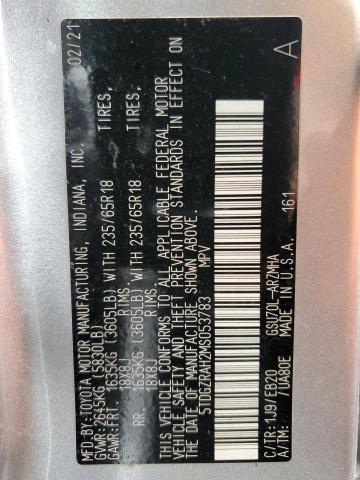 MFD.BY:TOYOTA MOTOR MANUFACTURING, INDIANA, INC. 02/21
GVWR:2645KG (5830LB)
GAWR:FRT. 1635KG (3605LB) WITH 235/65R18 TIRES,
18X8J RIMS
RR. 1635KG (3605LB) WITH 235/65R18 TIRES,
18X8J RIMS
THIS VEHICLE CONFORMS TO ALL APPLICABLE FEDERAL MOTOR
VEHICLE SAFETY AND THEFT PREVENTION STANDARDS IN EFFECT ON
THE DATE OF MANUFACTURE SHOWN ABOVE.
5TDGZRAH2MS053783 MPV
A
161
C/TR:1J9/EB20 GSU70L-ARZMHA
A/TM: /UA80E MADE IN U.S.A.